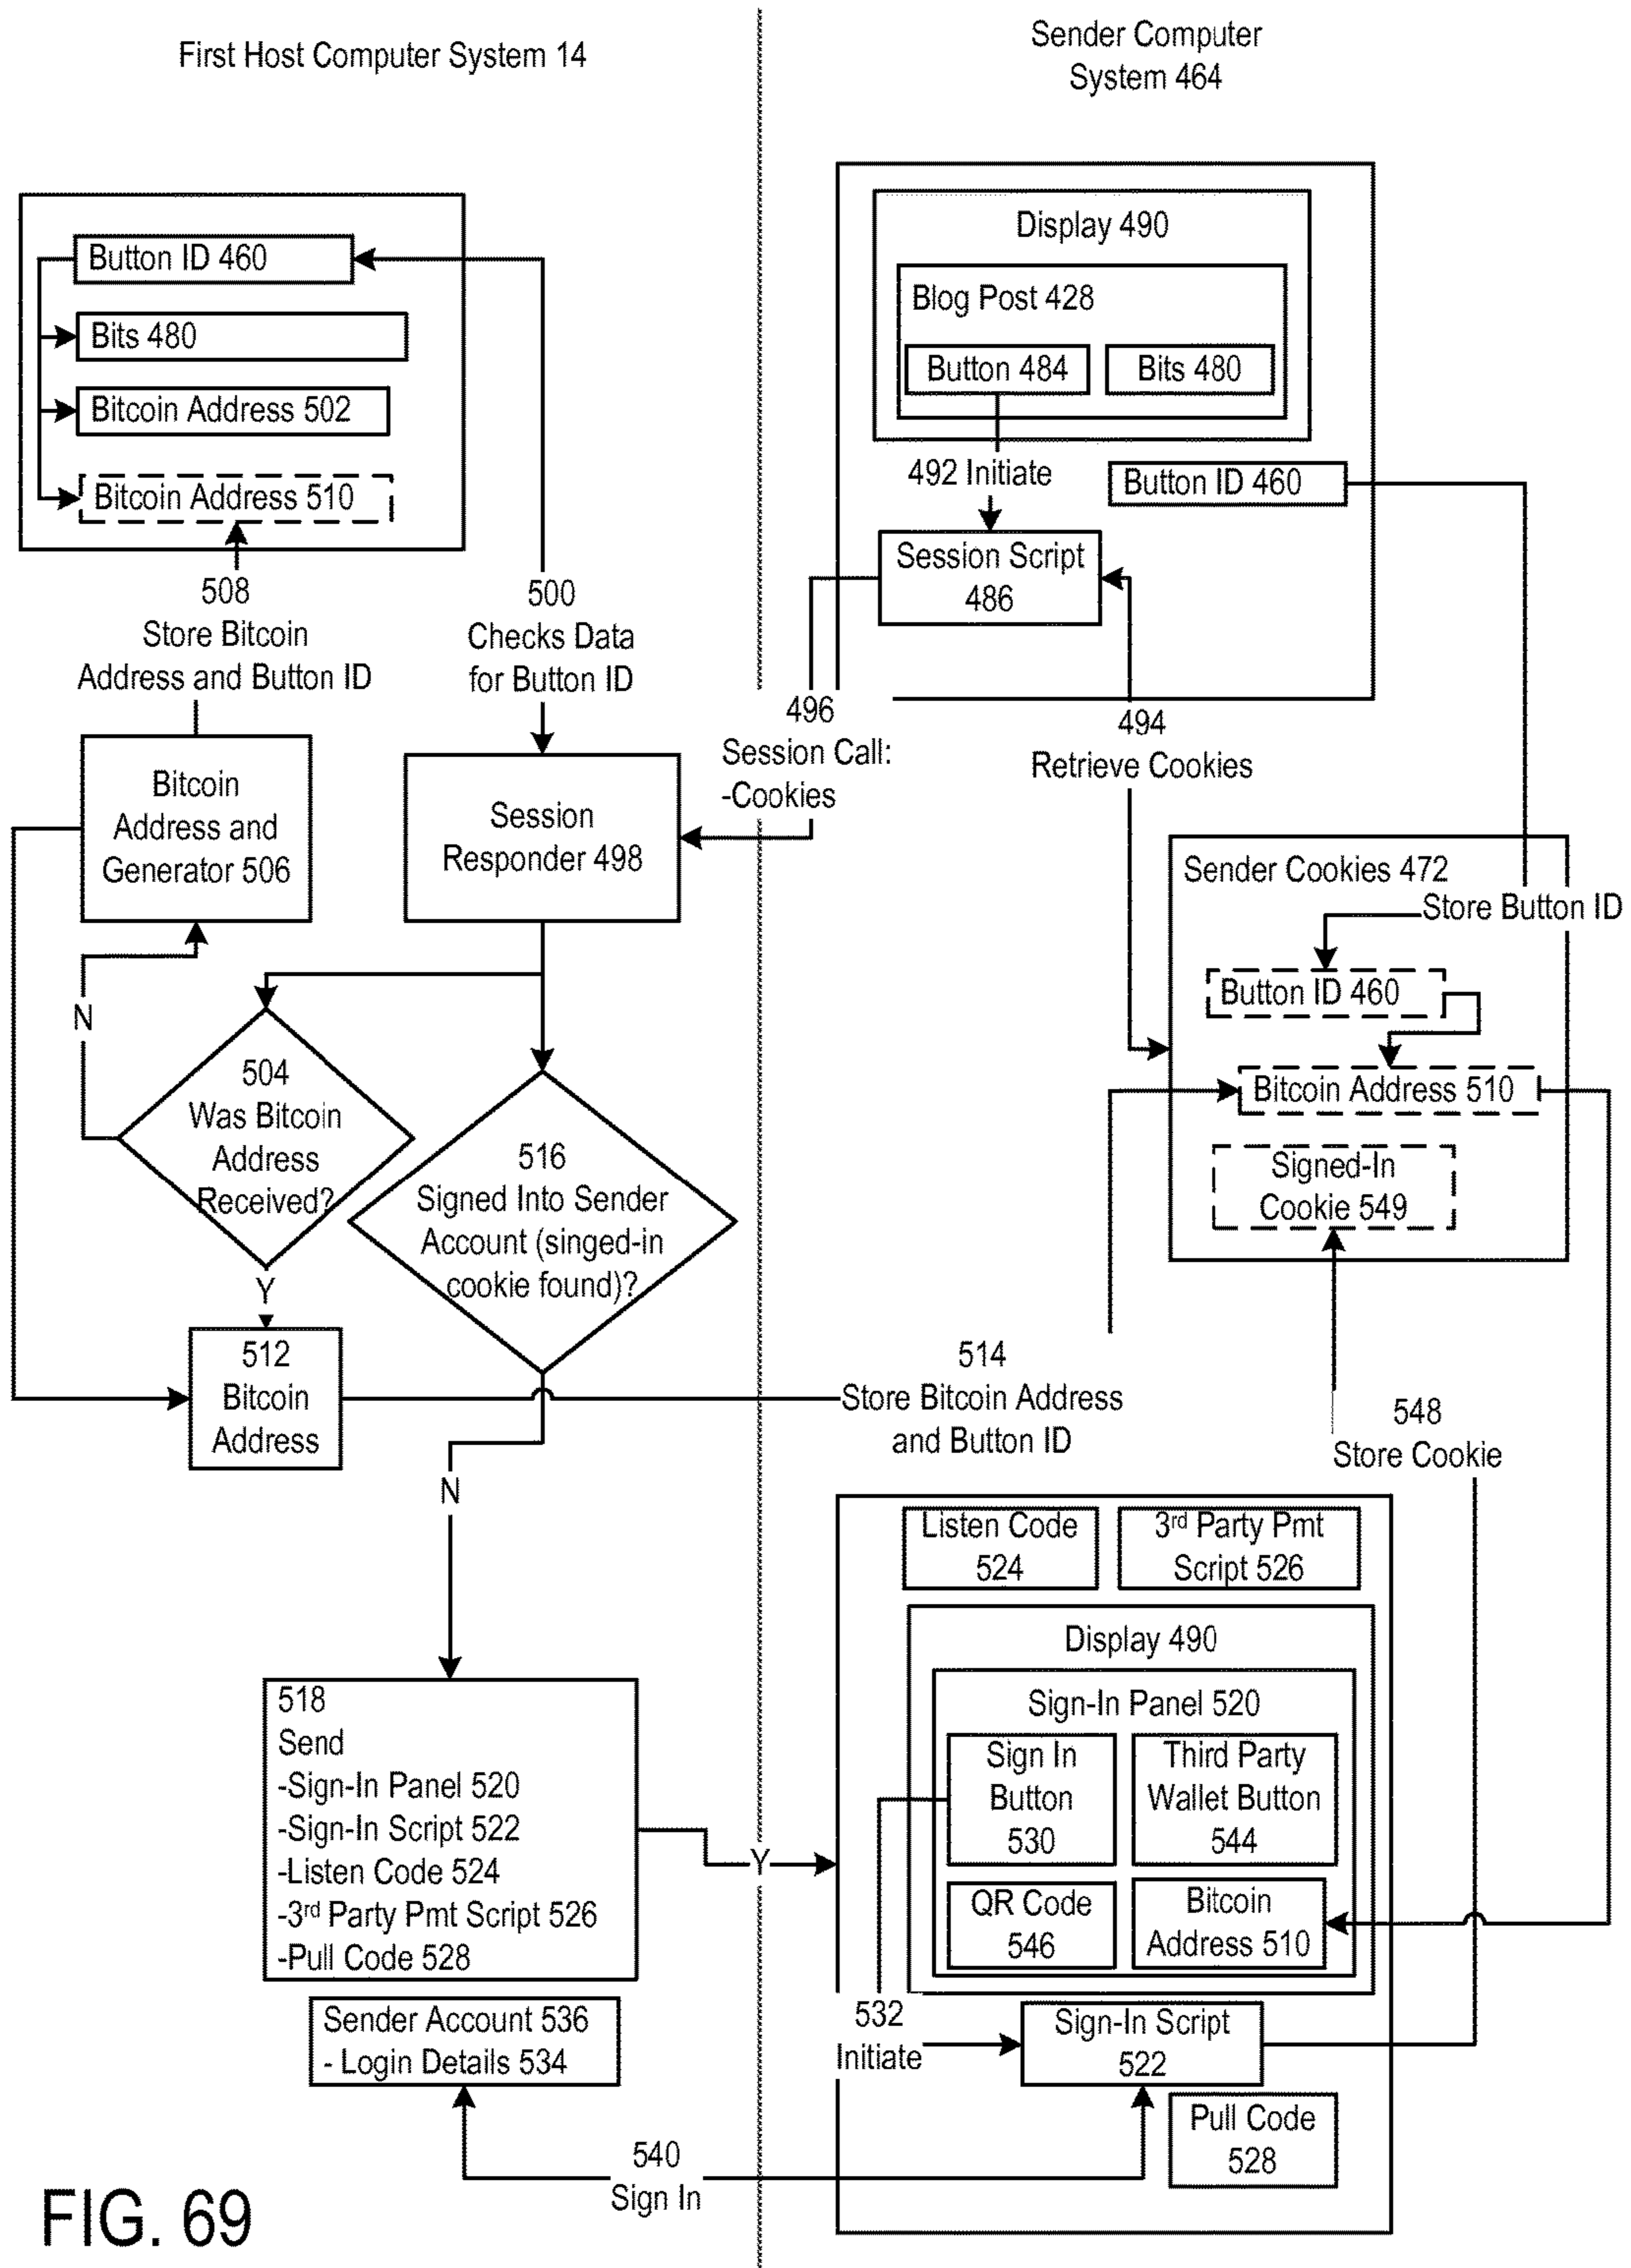 First Host Computer System 14
Sender Computer
System 464
Button ID 460
Bits 480
Bitcoin Address 502
Bitcoin Address 510
508
Store Bitcoin
Address and Button ID
500
Checks Data
for Button ID
Display 490
Blog Post 428
Button 484
Bits 480
492 Initiate
Button ID 460
Session Script
486
496
Session Call:
-Cookies
494
Retrieve Cookies
Bitcoin
Address and
Generator 506
Session
Responder 498
Sender Cookies 472
Store Button ID
Button ID 460
Bitcoin Address 510
Signed-In
Cookie 549
N
504
Was Bitcoin
Address
Received?
516
Signed Into Sender
Account (singed-in
cookie found)?
Y
512
Bitcoin
Address
514
Store Bitcoin Address
and Button ID
548
Store Cookie
N
Listen Code
524
3rd Party Pmt
Script 526
Display 490
Sign-In Panel 520
Sign In
Button
530
Third Party
Wallet Button
544
QR Code
546
Bitcoin
Address 510
518
Send
-Sign-In Panel 520
-Sign-In Script 522
-Listen Code 524
-3rd Party Pmt Script 526
-Pull Code 528
Y
Sender Account 536
- Login Details 534
532
Initiate
Sign-In Script
522
Pull Code
528
540
Sign In
FIG. 69